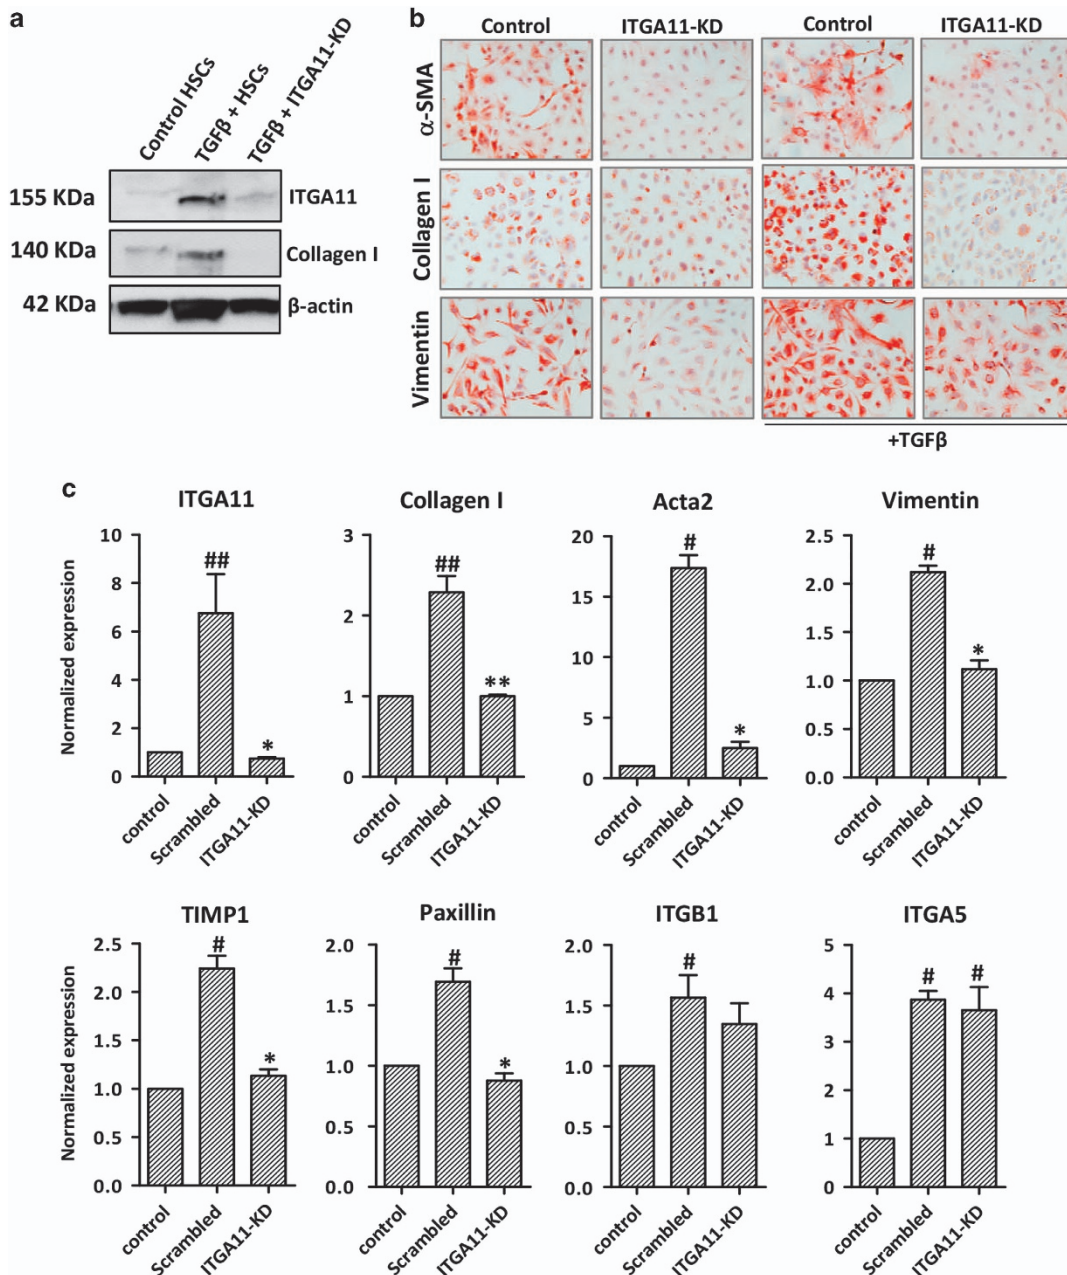 a
Control HSCs
TGFβ + HSCs
TGFβ + ITGA11-KD
155 KDa
ITGA11
140 KDa
Collagen I
42 KDa
β-actin
b
Control
ITGA11-KD
Control
ITGA11-KD
α-SMA
Collagen I
Vimentin
+TGFβ
c
ITGA11
Normalized expression
10
8
6
4
2
0
##
*
control
Scrambled
ITGA11-KD
Collagen I
3
2
1
0
##
**
control
Scrambled
ITGA11-KD
Acta2
20
15
10
5
0
#
*
control
Scrambled
ITGA11-KD
Vimentin
2.5
2.0
1.5
1.0
0.5
0.0
#
*
control
Scrambled
ITGA11-KD
TIMP1
Normalized expression
2.5
2.0
1.5
1.0
0.5
0.0
#
*
control
Scrambled
ITGA11-KD
Paxillin
2.0
1.5
1.0
0.5
0.0
#
*
control
Scrambled
ITGA11-KD
ITGB1
2.0
1.5
1.0
0.5
0.0
#
control
Scrambled
ITGA11-KD
ITGA5
5
4
3
2
1
0
#
#
control
Scrambled
ITGA11-KD